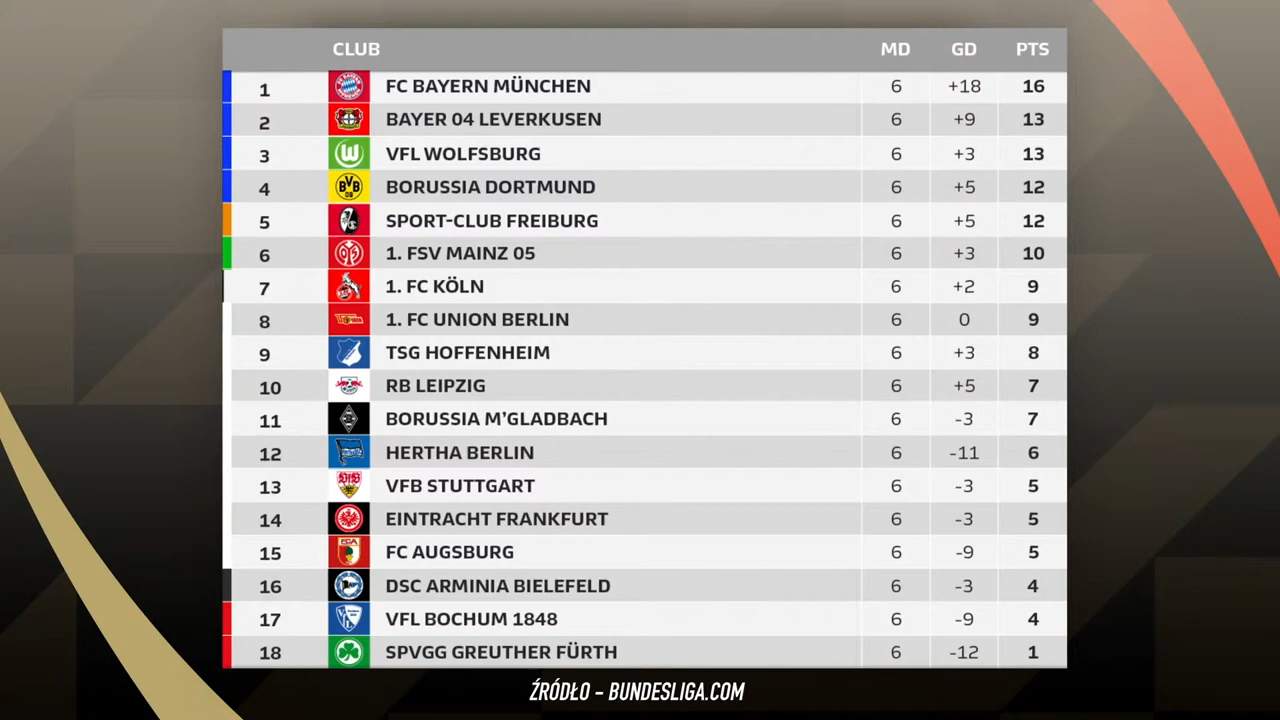 CLUB MD GD PTS
1 FC BAYERN MÜNCHEN 6 +18 16
2 BAYER 04 LEVERKUSEN 6 +9 13
3 VFL WOLFSBURG 6 +3 13
4 BORUSSIA DORTMUND 6 +5 12
5 SPORT-CLUB FREIBURG 6 +5 12
6 1. FSV MAINZ 05 6 +3 10
7 1. FC KÖLN 6 +2 9
8 1. FC UNION BERLIN 6 0 9
9 TSG HOFFENHEIM 6 +3 8
10 RB LEIPZIG 6 +5 7
11 BORUSSIA M'GLADBACH 6 -3 7
12 HERTHA BERLIN 6 -11 6
13 VFB STUTTGART 6 -3 5
14 EINTRACHT FRANKFURT 6 -3 5
15 FC AUGSBURG 6 -9 5
16 DSC ARMINIA BIELEFELD 6 -3 4
17 VFL BOCHUM 1848 6 -9 4
18 SPVGG GREUTHER FÜRTH 6 -12 1
ŹRÓDŁO - BUNDESLIGA.COM